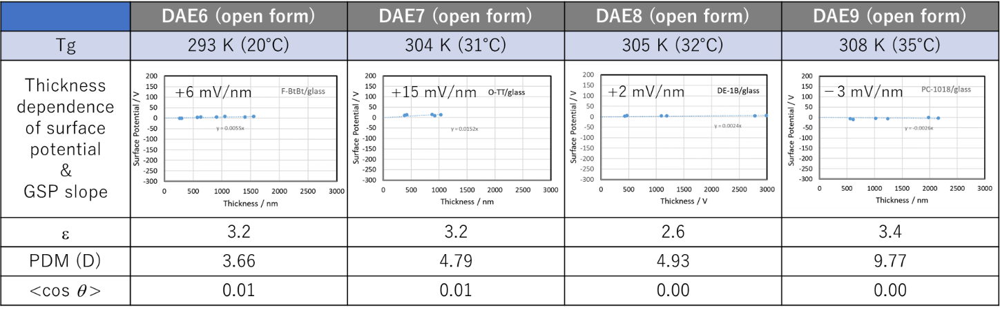 DAE6 (open form) DAE7 (open form) DAE8 (open form) DAE9 (open form)
Tg 293 K (20°C) 304 K (31°C) 305 K (32°C) 308 K (35°C)
Thickness
dependence
of surface
potential
&
GSP slope
Surface Potential / V
200
150
100
50
0
-50
-100
-150
-200
-250
-300
+6 mV/nm
F-BtBt/glass
y = 0.0055x
0 500 1000 1500 2000 2500 3000
Thickness / nm
Surface Potential / V
200
150
100
50
0
-50
-100
-150
-200
-250
-300
+15 mV/nm
O-TT/glass
y = 0.0152x
0 500 1000 1500 2000 2500 3000
Thickness / nm
Surface Potential / V
200
150
100
50
0
-50
-100
-150
-200
-250
-300
+2 mV/nm
DE-1B/glass
y = 0.0024x
0 500 1000 1500 2000 2500 3000
Thickness / V
Surface Potential / V
200
150
100
50
0
-50
-100
-150
-200
-250
-300
−3 mV/nm
PC-1018/glass
y = -0.0026x
0 500 1000 1500 2000 2500 3000
Thickness / nm
ε 3.2 3.2 2.6 3.4
PDM (D) 3.66 4.79 4.93 9.77
<cos θ> 0.01 0.01 0.00 0.00